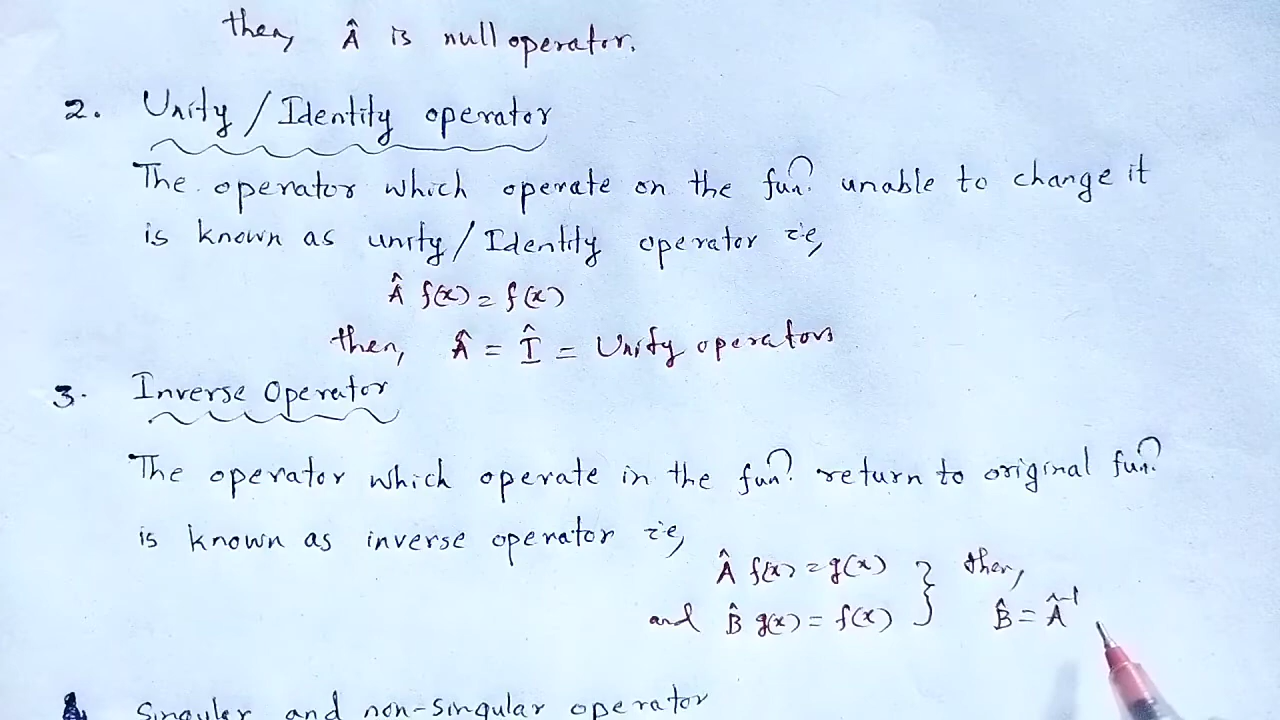 then, Â is null operator.
2. Unity / Identity operator
The operator which operate on the fun? unable to change it
is known as unity/Identity operator i.e,
Â f(x) = f(x)
then, Â = Î = Unity operators
3. Inverse Operator
The operator which operate in the fun? return to original fun?
is known as inverse operator i.e,
Â f(x) = g(x) } then,
and B̂ g(x) = f(x) } B̂ = Â⁻¹
Singuler and non-singular operator